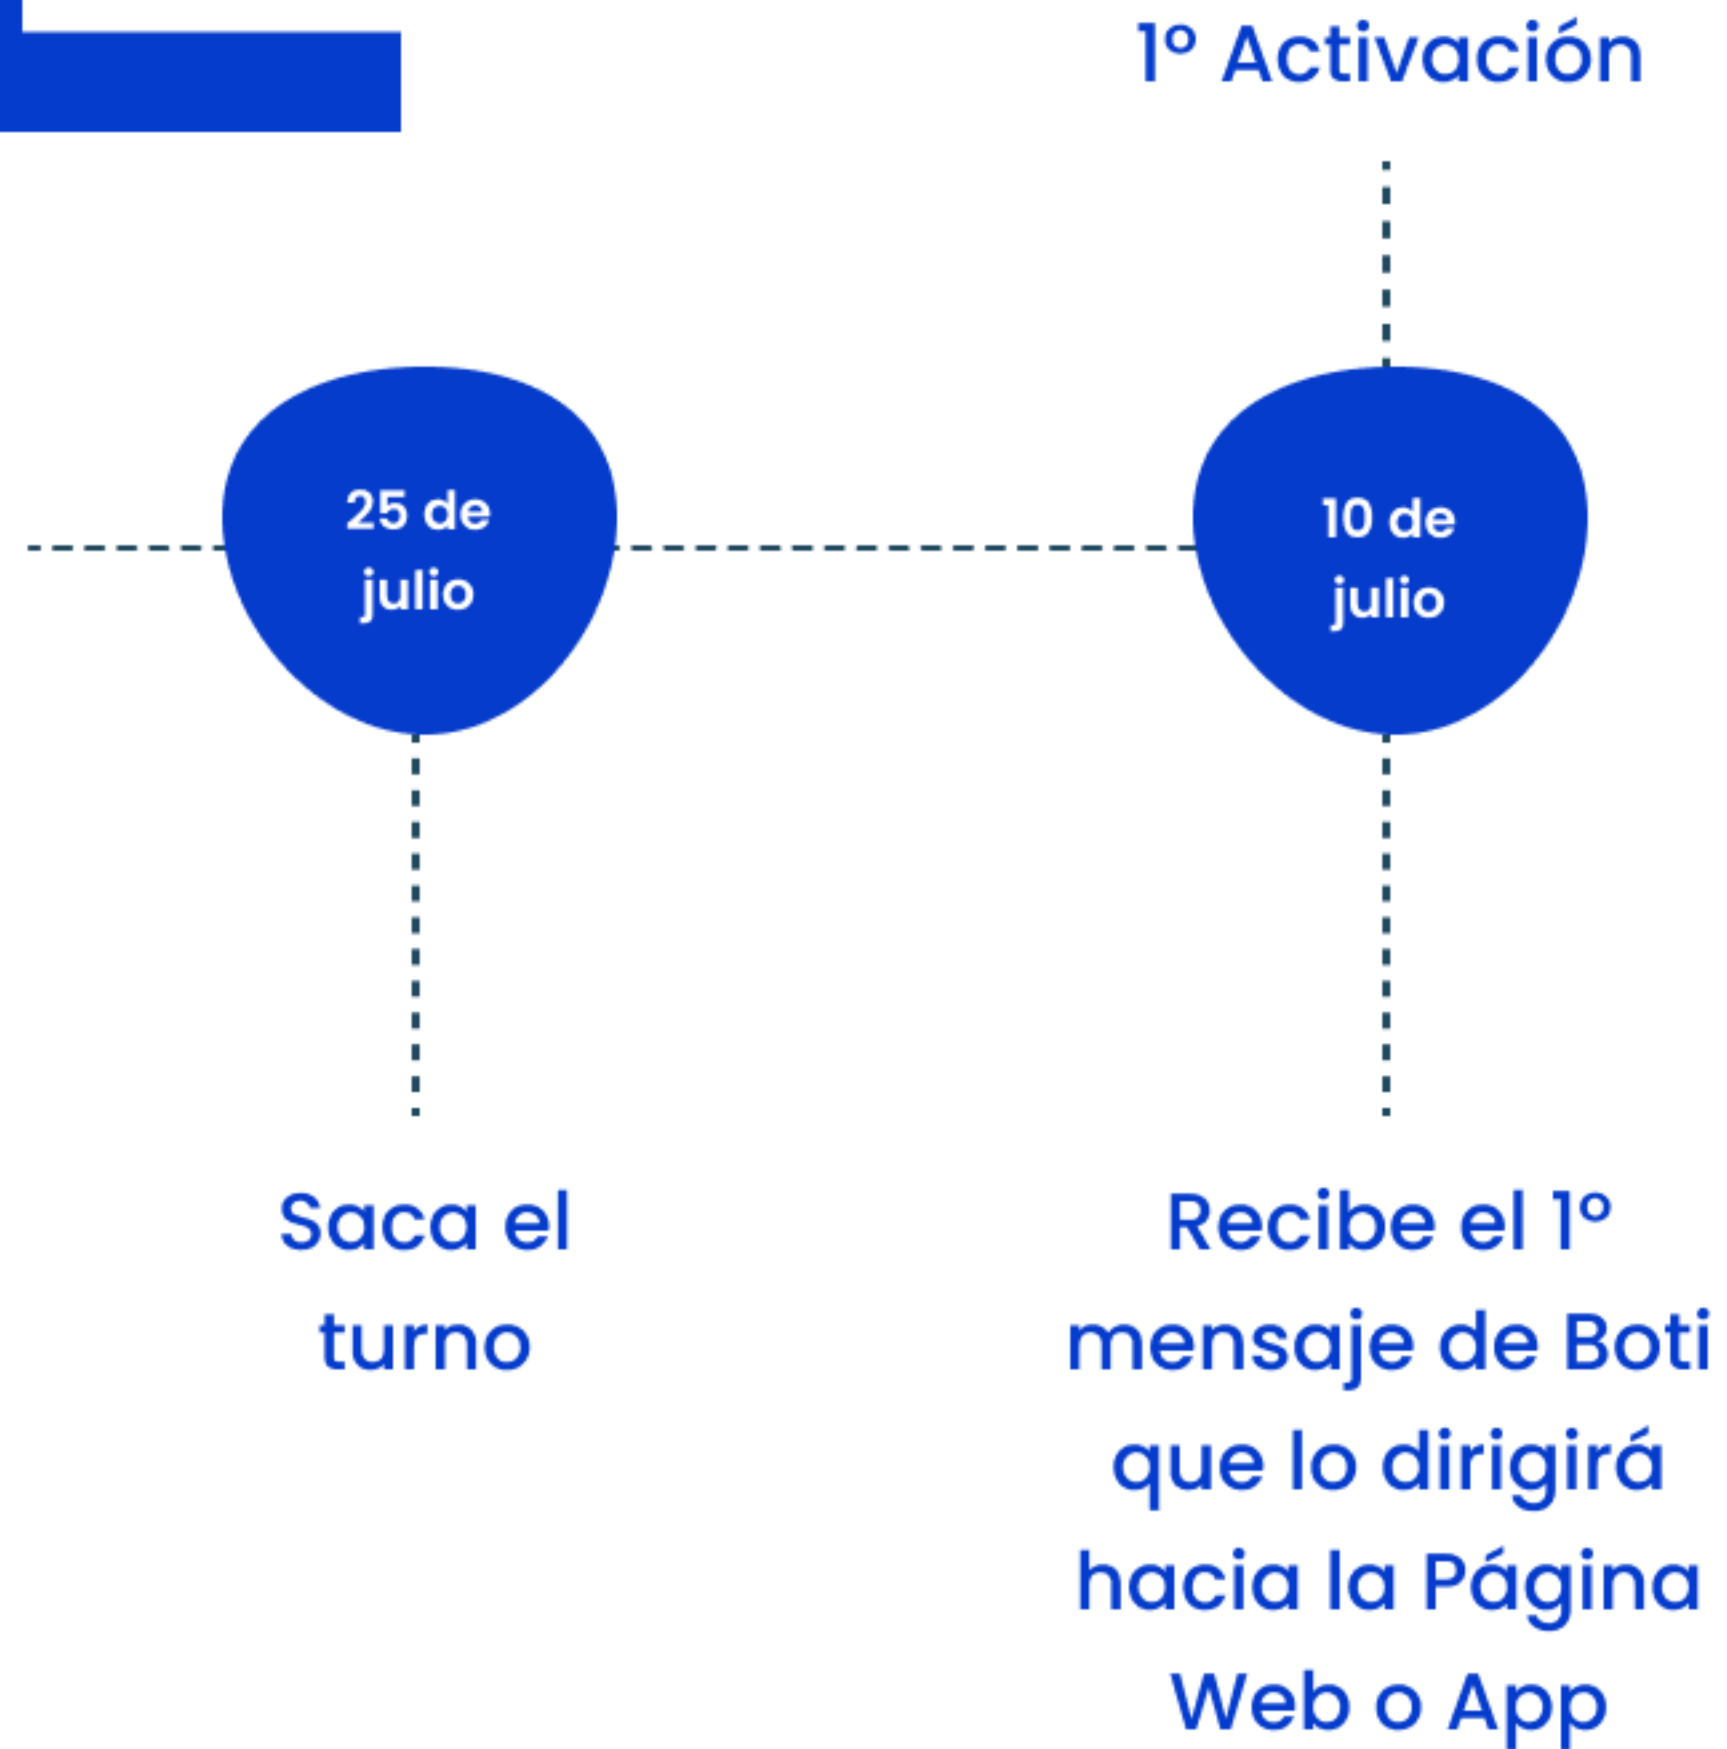 1º Activación
25 de
julio
10 de
julio
Saca el
turno
Recibe el 1º
mensaje de Boti
que lo dirigirá
hacia la Página
Web o App